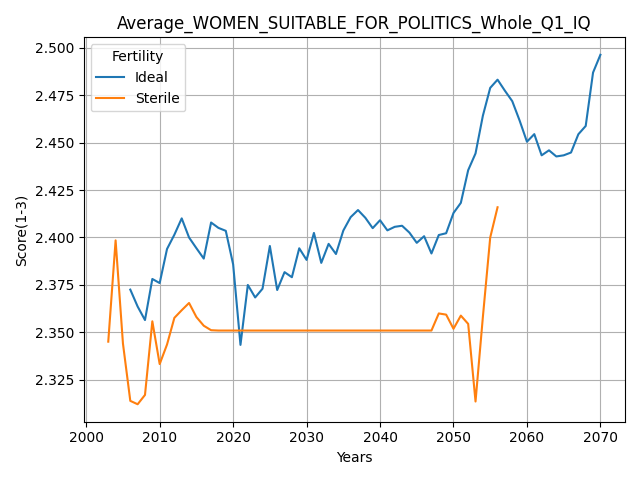 Average_WOMEN_SUITABLE_FOR_POLITICS_Whole_Q1_IQ
Fertility
Ideal
Sterile
2.500
2.475
2.450
2.425
2.400
2.375
2.350
2.325
Score(1-3)
2000 2010 2020 2030 2040 2050 2060 2070
Years